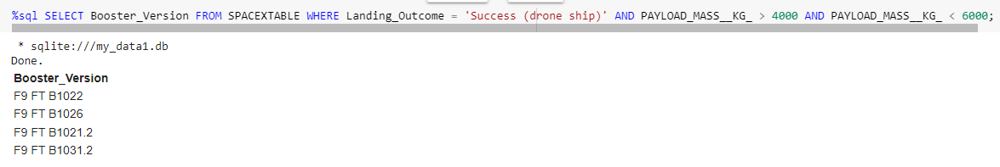 %sql SELECT Booster_Version FROM SPACEXTABLE WHERE Landing_Outcome = 'Success (drone ship)' AND PAYLOAD_MASS__KG_ > 4000 AND PAYLOAD_MASS__KG_ < 6000;
* sqlite:///my_data1.db
Done.
Booster_Version
F9 FT B1022
F9 FT B1026
F9 FT B1021.2
F9 FT B1031.2